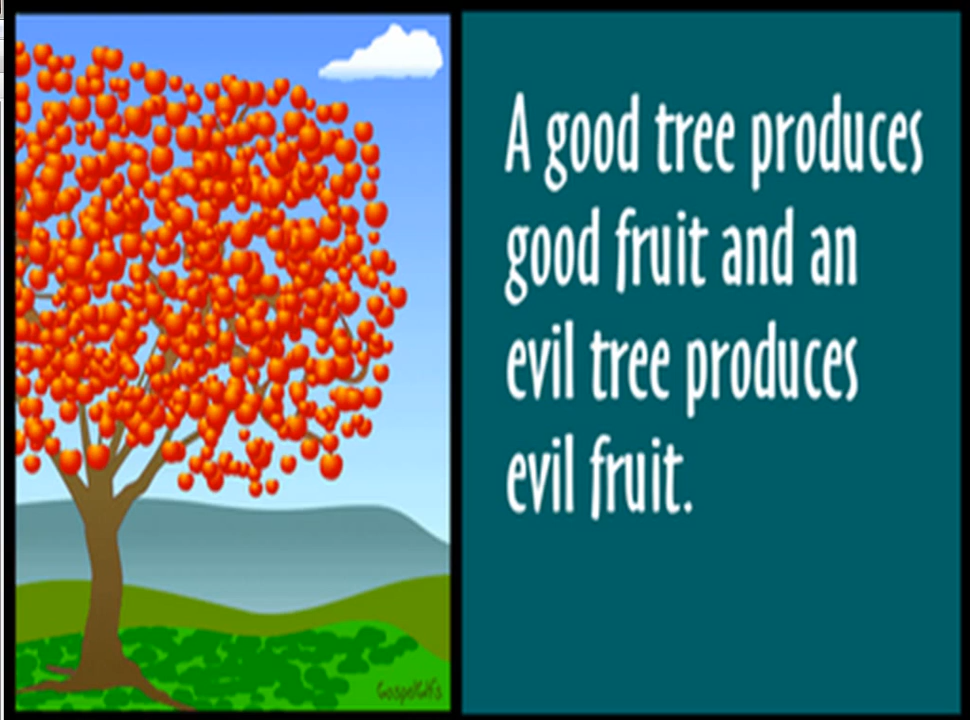 A good tree produces
good fruit and an
evil tree produces
evil fruit.
GospelGifs